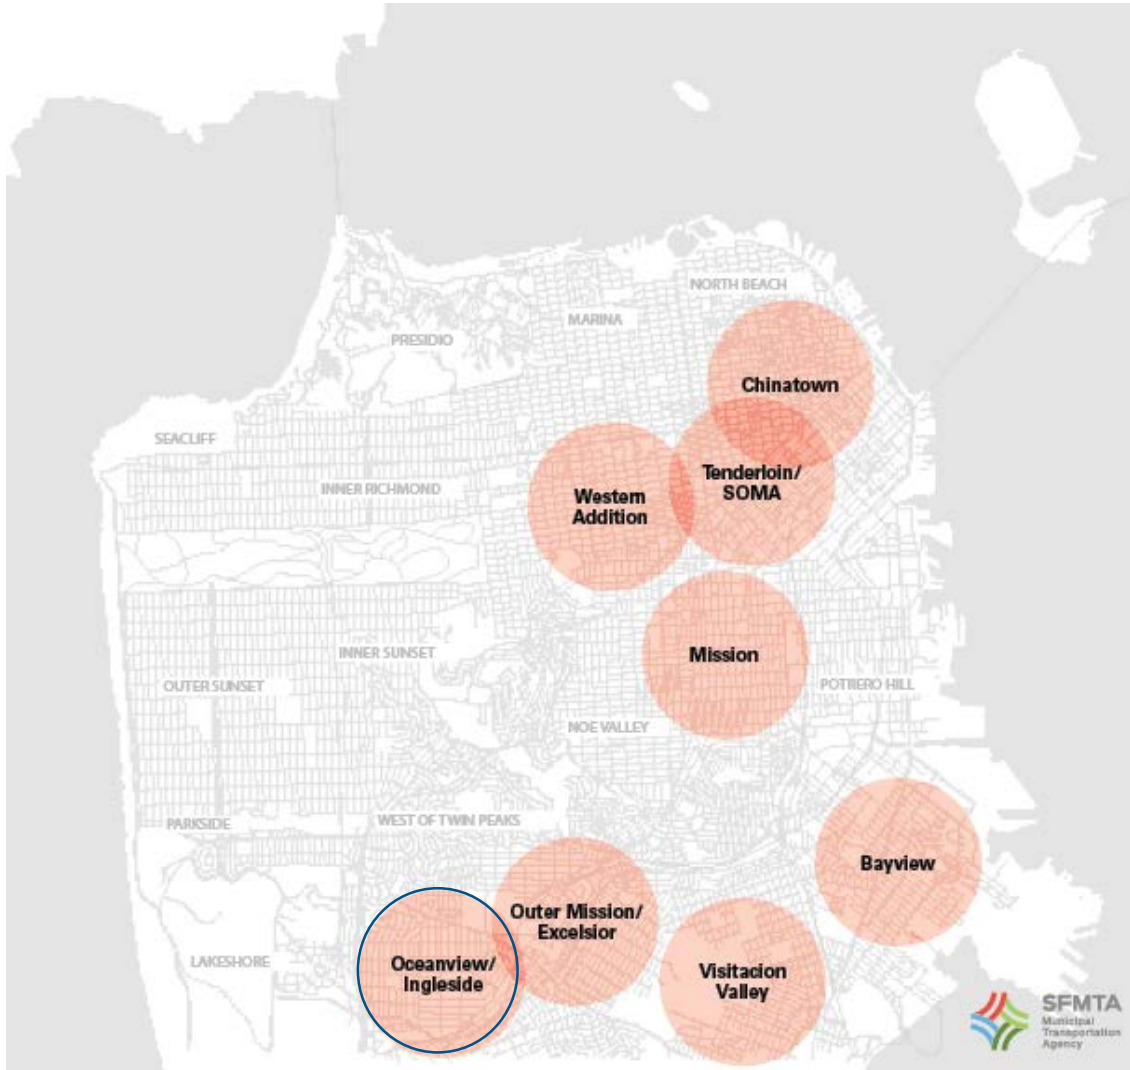 NORTH BEACH
MARINA
PRESIDIO
Chinatown
SEACLIFF
Tenderloin/
SOMA
INNER RICHMOND
Western
Addition
INNER SUNSET
Mission
OUTER SUNSET
POTRERO HILL
NOE VALLEY
WEST OF TWIN PEAKS
PARKSIDE
Bayview
Outer Mission/
Excelsior
LAKESHORE
Oceanview/
Ingleside
Visitacion
Valley
SFMTA
Municipal
Transportation
Agency